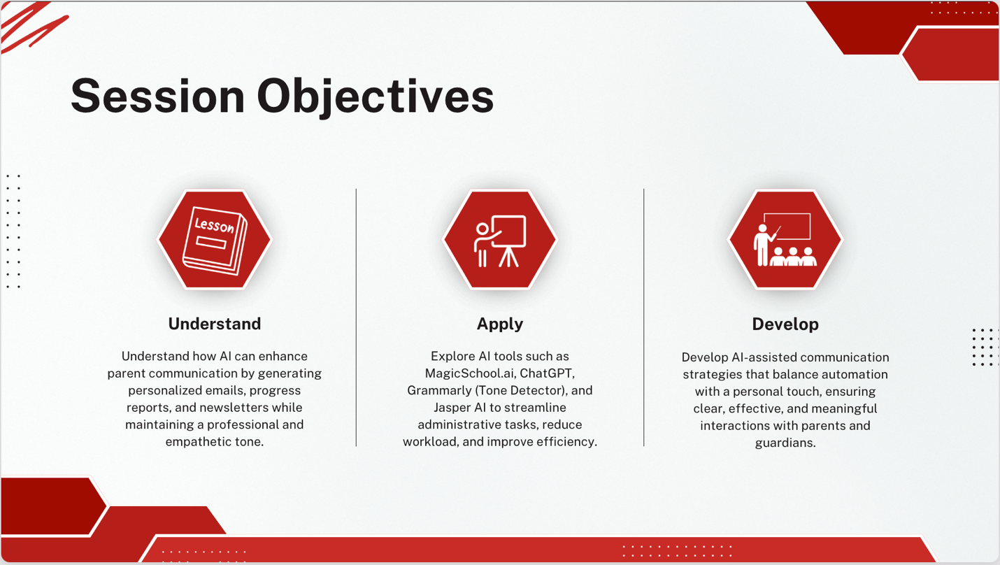 Session Objectives
Lesson
Understand
Understand how AI can enhance
parent communication by generating
personalized emails, progress
reports, and newsletters while
maintaining a professional and
empathetic tone.
Apply
Explore AI tools such as
MagicSchool.ai, ChatGPT,
Grammarly (Tone Detector), and
Jasper AI to streamline
administrative tasks, reduce
workload, and improve efficiency.
Develop
Develop AI-assisted communication
strategies that balance automation
with a personal touch, ensuring
clear, effective, and meaningful
interactions with parents and
guardians.